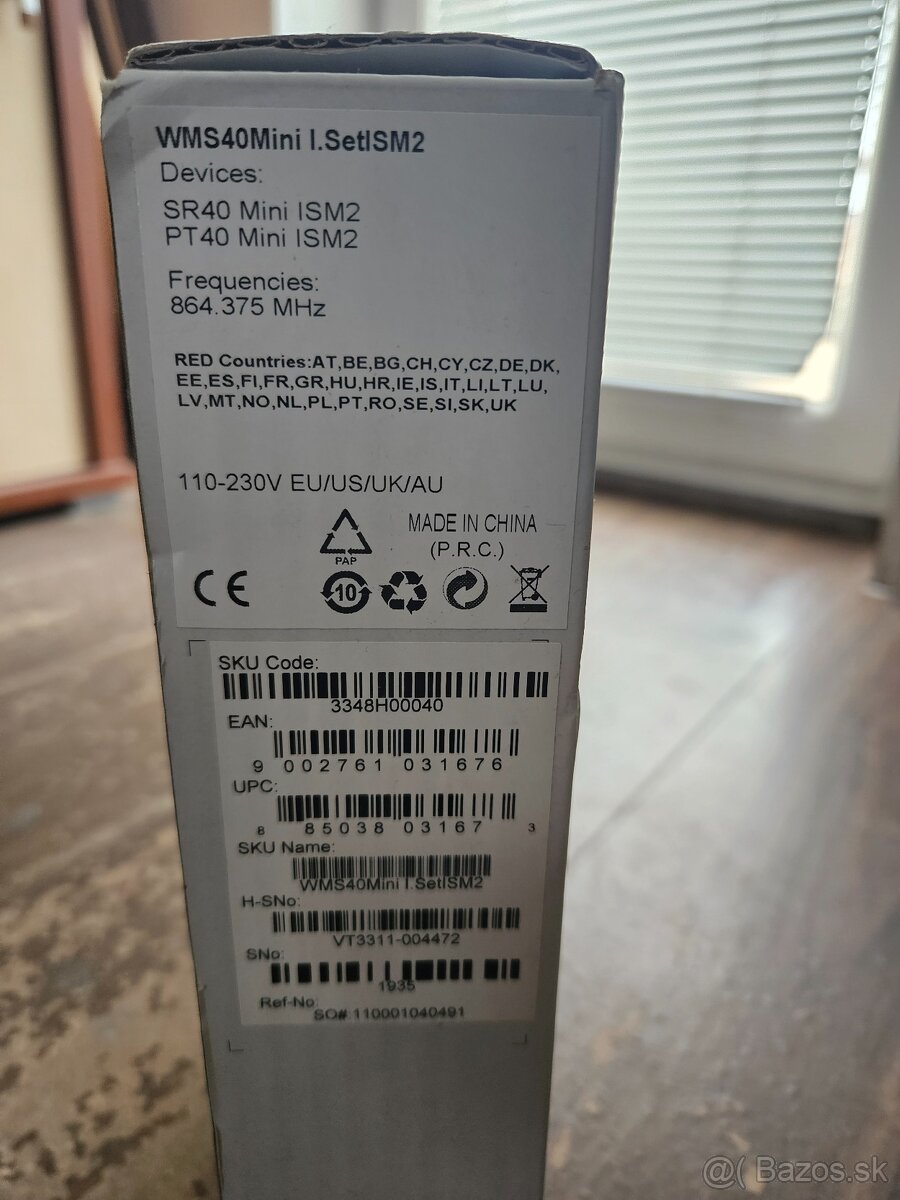 WMS40Mini I.SetISM2
Devices:
SR40 Mini ISM2
PT40 Mini ISM2
Frequencies:
864.375 MHz
RED Countries:AT,BE,BG,CH,CY,CZ,DE,DK,
EE,ES,FI,FR,GR,HU,HR,IE,IS,IT,LI,LT,LU,
LV,MT,NO,NL,PL,PT,RO,SE,SI,SK,UK
110-230V EU/US/UK/AU
MADE IN CHINA
(P.R.C.)
PAP
CE
10
SKU Code:
3348H00040
EAN:
9 002761 031676
UPC:
8 85038 03167 3
SKU Name:
WMS40Mini I.SetISM2
H-SNo:
VT3311-004472
SNo:
1935
Ref-No:
SO# 110001040491
@( Bazos.sk